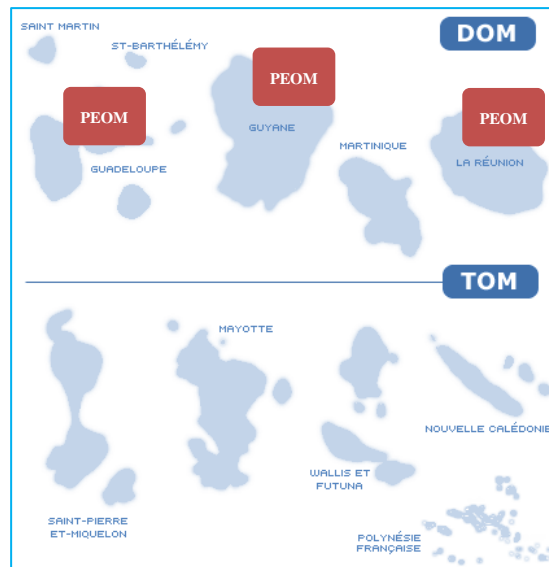 SAINT MARTIN
DOM
ST-BARTHÉLÉMY
PEOM
PEOM
PEOM
GUYANE
MARTINIQUE
GUADELOUPE
LA RÉUNION
TOM
MAYOTTE
NOUVELLE CALÉDONIE
WALLIS ET
FUTUNA
SAINT-PIERRE
ET-MIQUELON
POLYNÉSIE
FRANÇAISE